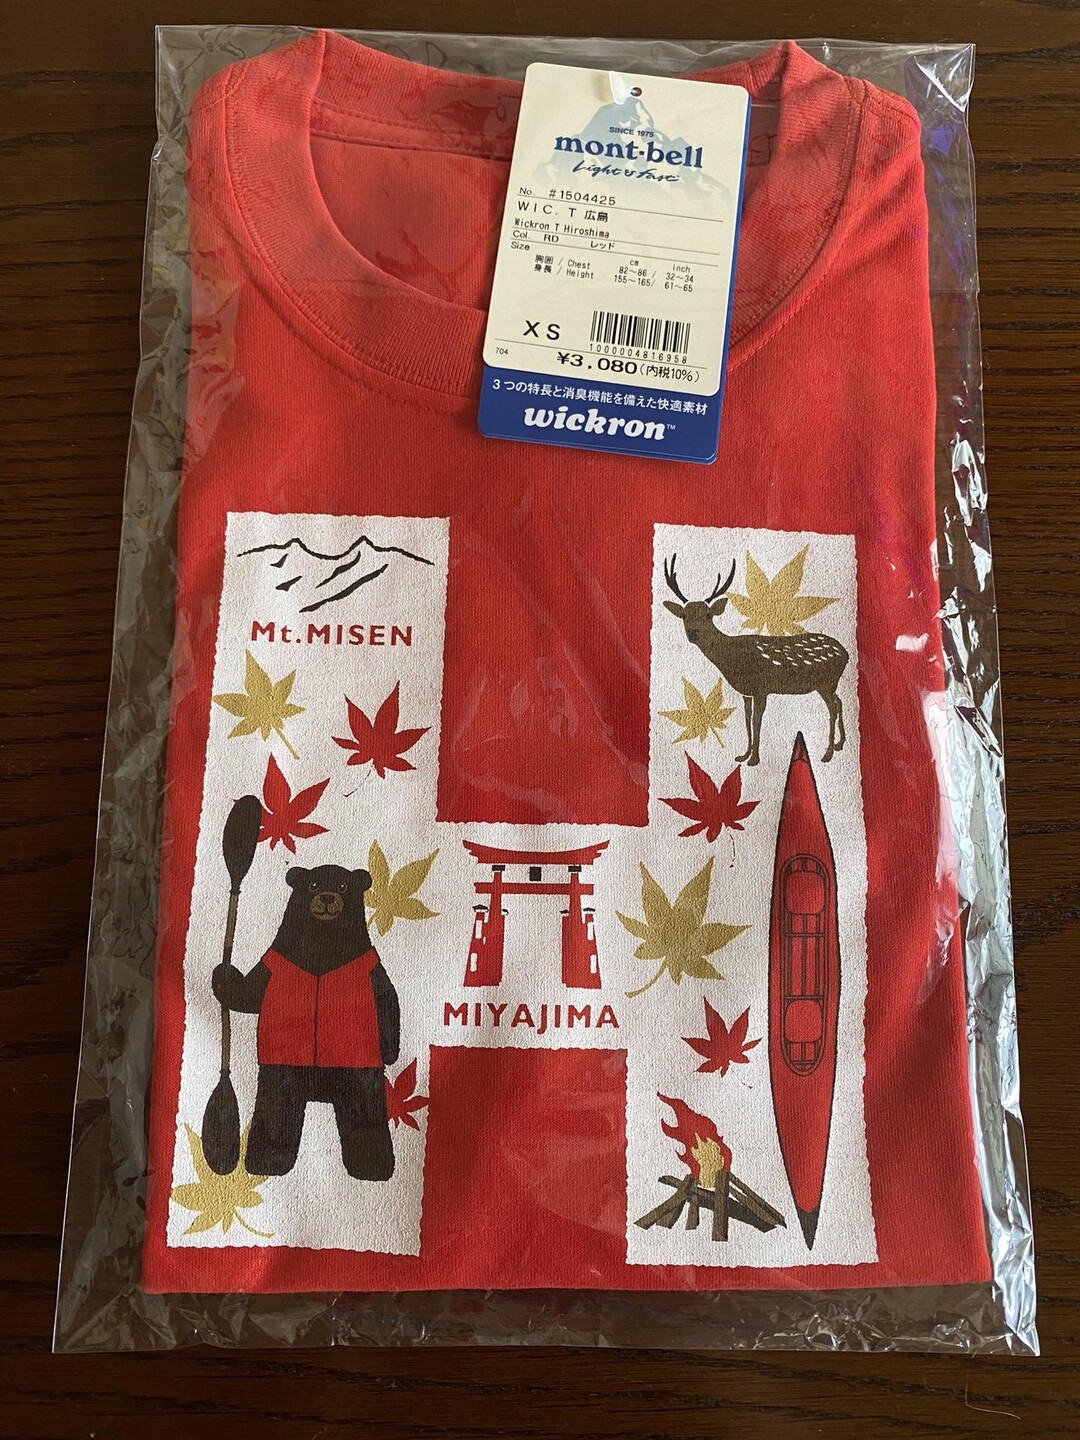 SINCE 1975
mont-bell
Light & Fast
No. #1504425
WIC. T 広島
Wickron T Hiroshima
Col. RD レッド
Size
cm inch
胸囲 / Chest 82～86 / 32～34
身長 / Height 155～165/ 61～65
XS
1000004816958
704
¥3,080(内税10%)
3つの特長と消臭機能を備えた快適素材
wickron™
Mt.MISEN
MIYAJIMA